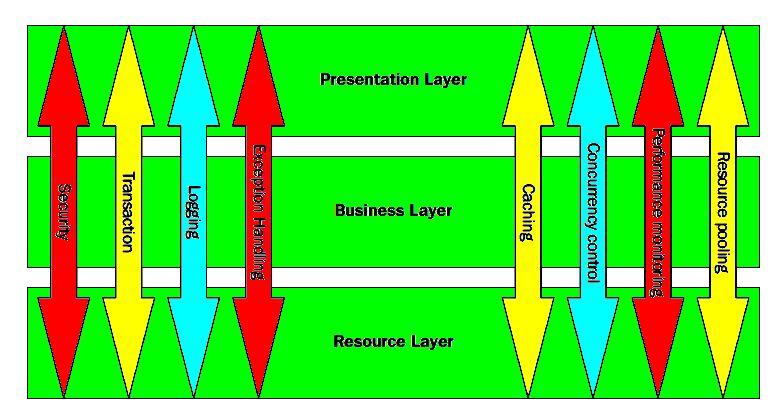 Presentation Layer
Business Layer
Resource Layer
Security
Transaction
Logging
Exception Handling
Caching
Concurrency control
Performance monitoring
Resource pooling